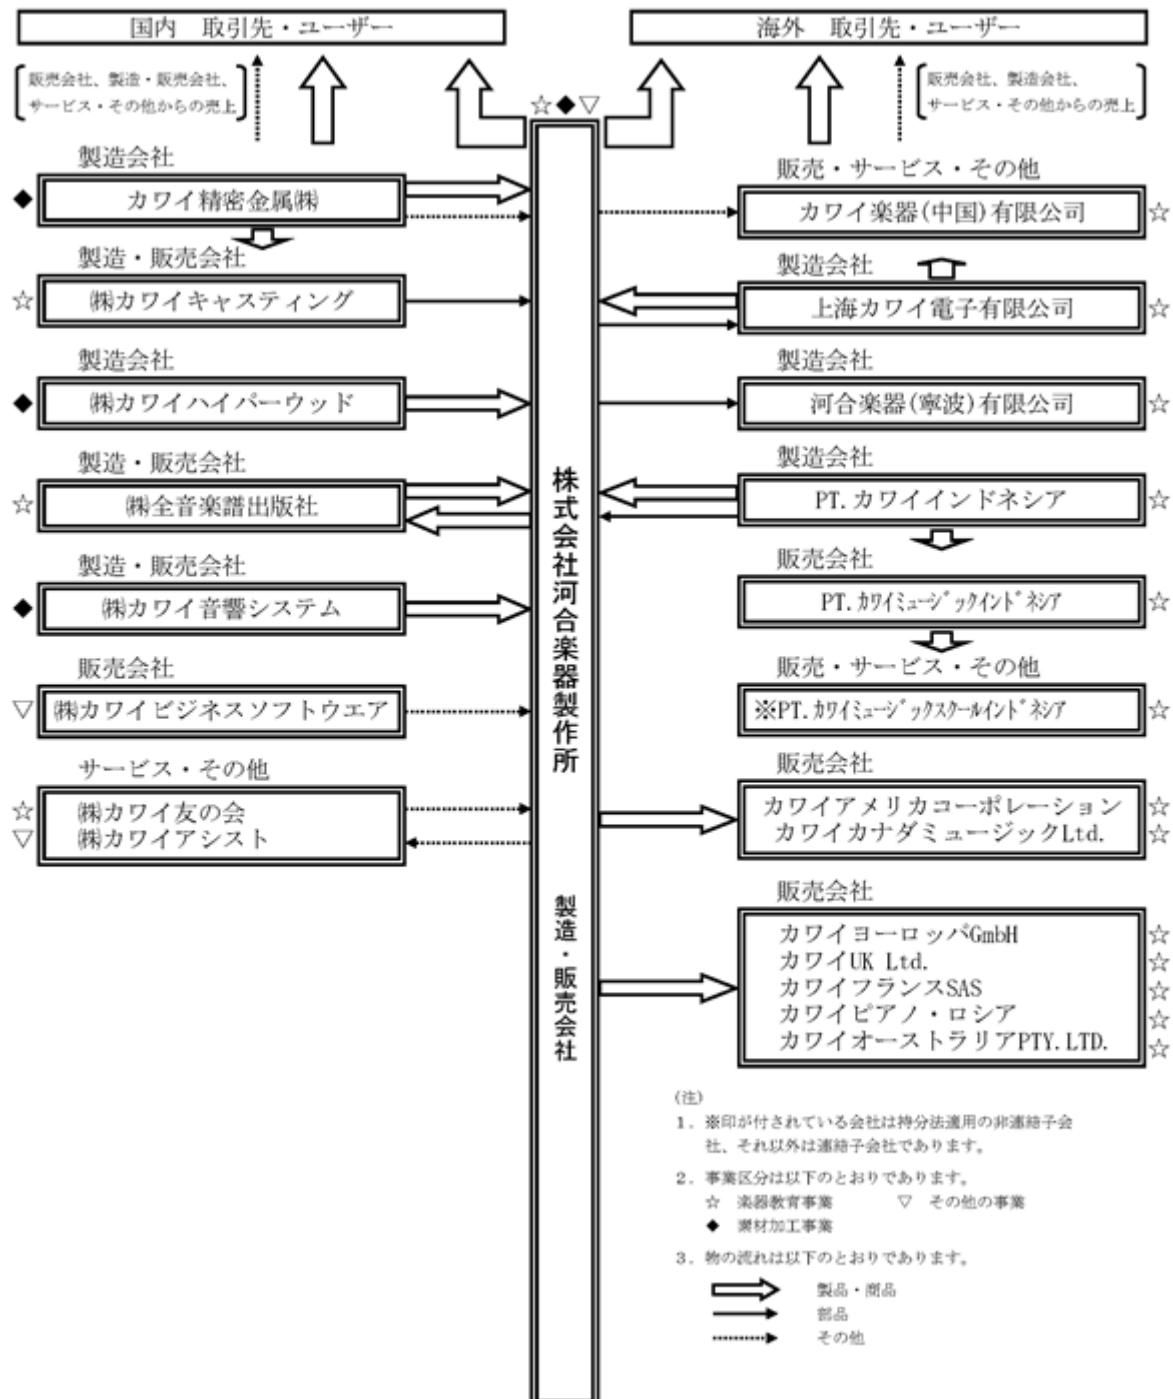 国内　取引先・ユーザー
海外　取引先・ユーザー
販売会社、製造・販売会社、
サービス・その他からの売上
販売会社、製造会社、
サービス・その他からの売上
☆◆▽
株式会社河合楽器製作所
製造・販売会社
製造会社
◆ カワイ精密金属㈱
製造・販売会社
☆ ㈱カワイキャスティング
製造会社
◆ ㈱カワイハイパーウッド
製造・販売会社
☆ ㈱全音楽譜出版社
製造・販売会社
◆ ㈱カワイ音響システム
販売会社
▽ ㈱カワイビジネスソフトウエア
サービス・その他
☆ ㈱カワイ友の会
▽ ㈱カワイアシスト
販売・サービス・その他
カワイ楽器(中国)有限公司 ☆
製造会社
上海カワイ電子有限公司 ☆
製造会社
河合楽器(寧波)有限公司 ☆
製造会社
PT.カワイインドネシア ☆
販売会社
PT.ｶﾜｲﾐｭｰｼﾞｯｸｲﾝﾄﾞﾈｼｱ ☆
販売・サービス・その他
※PT.ｶﾜｲﾐｭｰｼﾞｯｸｽｸｰﾙｲﾝﾄﾞﾈｼｱ ☆
販売会社
カワイアメリカコーポレーション ☆
カワイカナダミュージックLtd. ☆
販売会社
カワイヨーロッパGmbH ☆
カワイUK Ltd. ☆
カワイフランスSAS ☆
カワイピアノ・ロシア ☆
カワイオーストラリアPTY.LTD. ☆
(注)
1．※印が付されている会社は持分法適用の非連結子会
社、それ以外は連結子会社であります。
2．事業区分は以下のとおりであります。
☆　楽器教育事業　　▽　その他の事業
◆　素材加工事業
3．物の流れは以下のとおりであります。
製品・商品
部品
その他